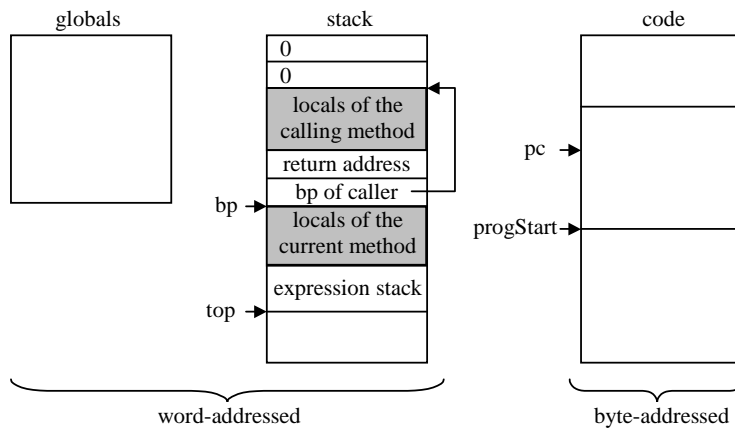 globals
stack
code
0
0
locals of the
calling method
return address
bp of caller
bp
locals of the
current method
expression stack
top
pc
progStart
word-addressed
byte-addressed